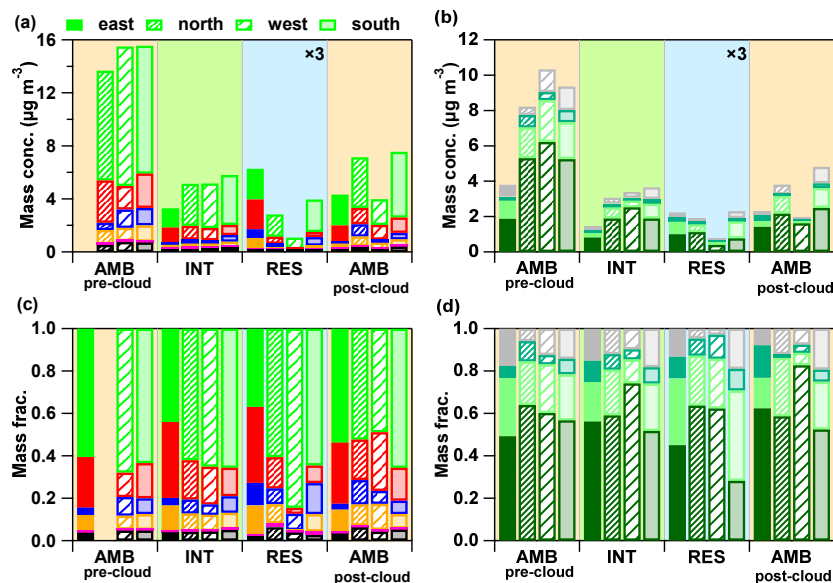 (a) east north west south (b)
16 12 8 4 0
Mass conc. (µg m⁻³)
×3
AMB INT RES AMB
pre-cloud post-cloud
12 10 8 6 4 2 0
Mass conc. (µg m⁻³)
×3
AMB INT RES AMB
pre-cloud post-cloud
(c)
1.0 0.8 0.6 0.4 0.2 0.0
Mass frac.
AMB INT RES AMB
pre-cloud post-cloud
(d)
1.0 0.8 0.6 0.4 0.2 0.0
Mass frac.
AMB INT RES AMB
pre-cloud post-cloud